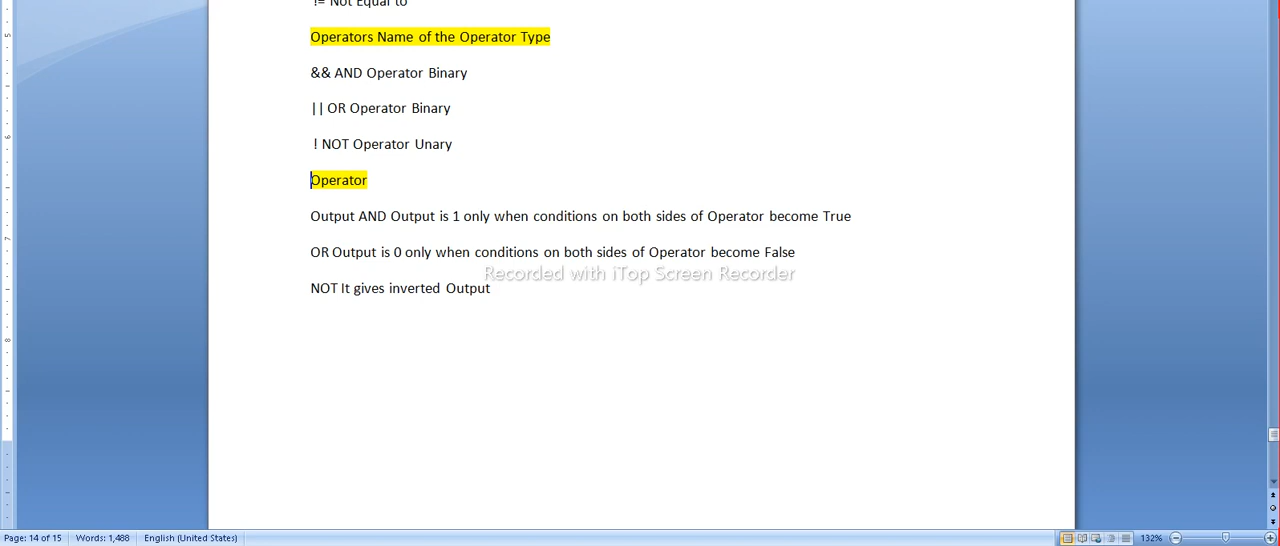 != Not Equal to
Operators Name of the Operator Type
&& AND Operator Binary
|| OR Operator Binary
! NOT Operator Unary
Operator
Output AND Output is 1 only when conditions on both sides of Operator become True
OR Output is 0 only when conditions on both sides of Operator become False
Recorded with iTop Screen Recorder
NOT It gives inverted Output
Page: 14 of 15 Words: 1,488 English (United States) 132%